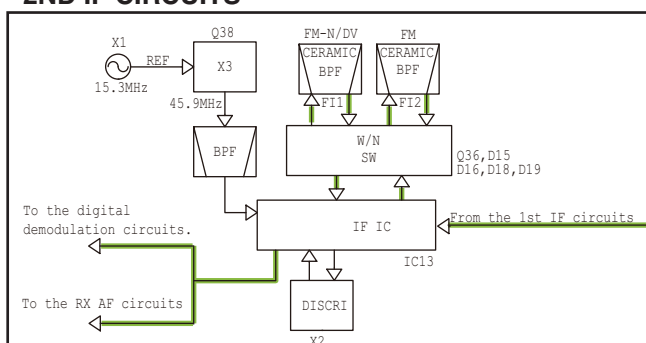 2ND IF CIRCUITS
X1
REF
15.3MHz
Q38
X3
45.9MHz
BPF
FM-N/DV
CERAMIC
BPF
FI1
FM
CERAMIC
BPF
FI2
W/N
SW
Q36,D15
D16,D18,D19
To the digital
demodulation circuits.
From the 1st IF circuits
IF IC
IC13
To the RX AF circuits
DISCRI
X2